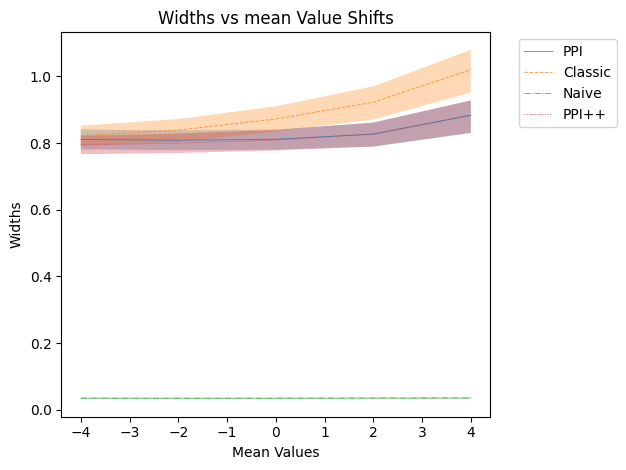 Widths vs mean Value Shifts
PPI
Classic
Naive
PPI++
1.0
0.8
0.6
0.4
0.2
0.0
Widths
−4 −3 −2 −1 0 1 2 3 4
Mean Values